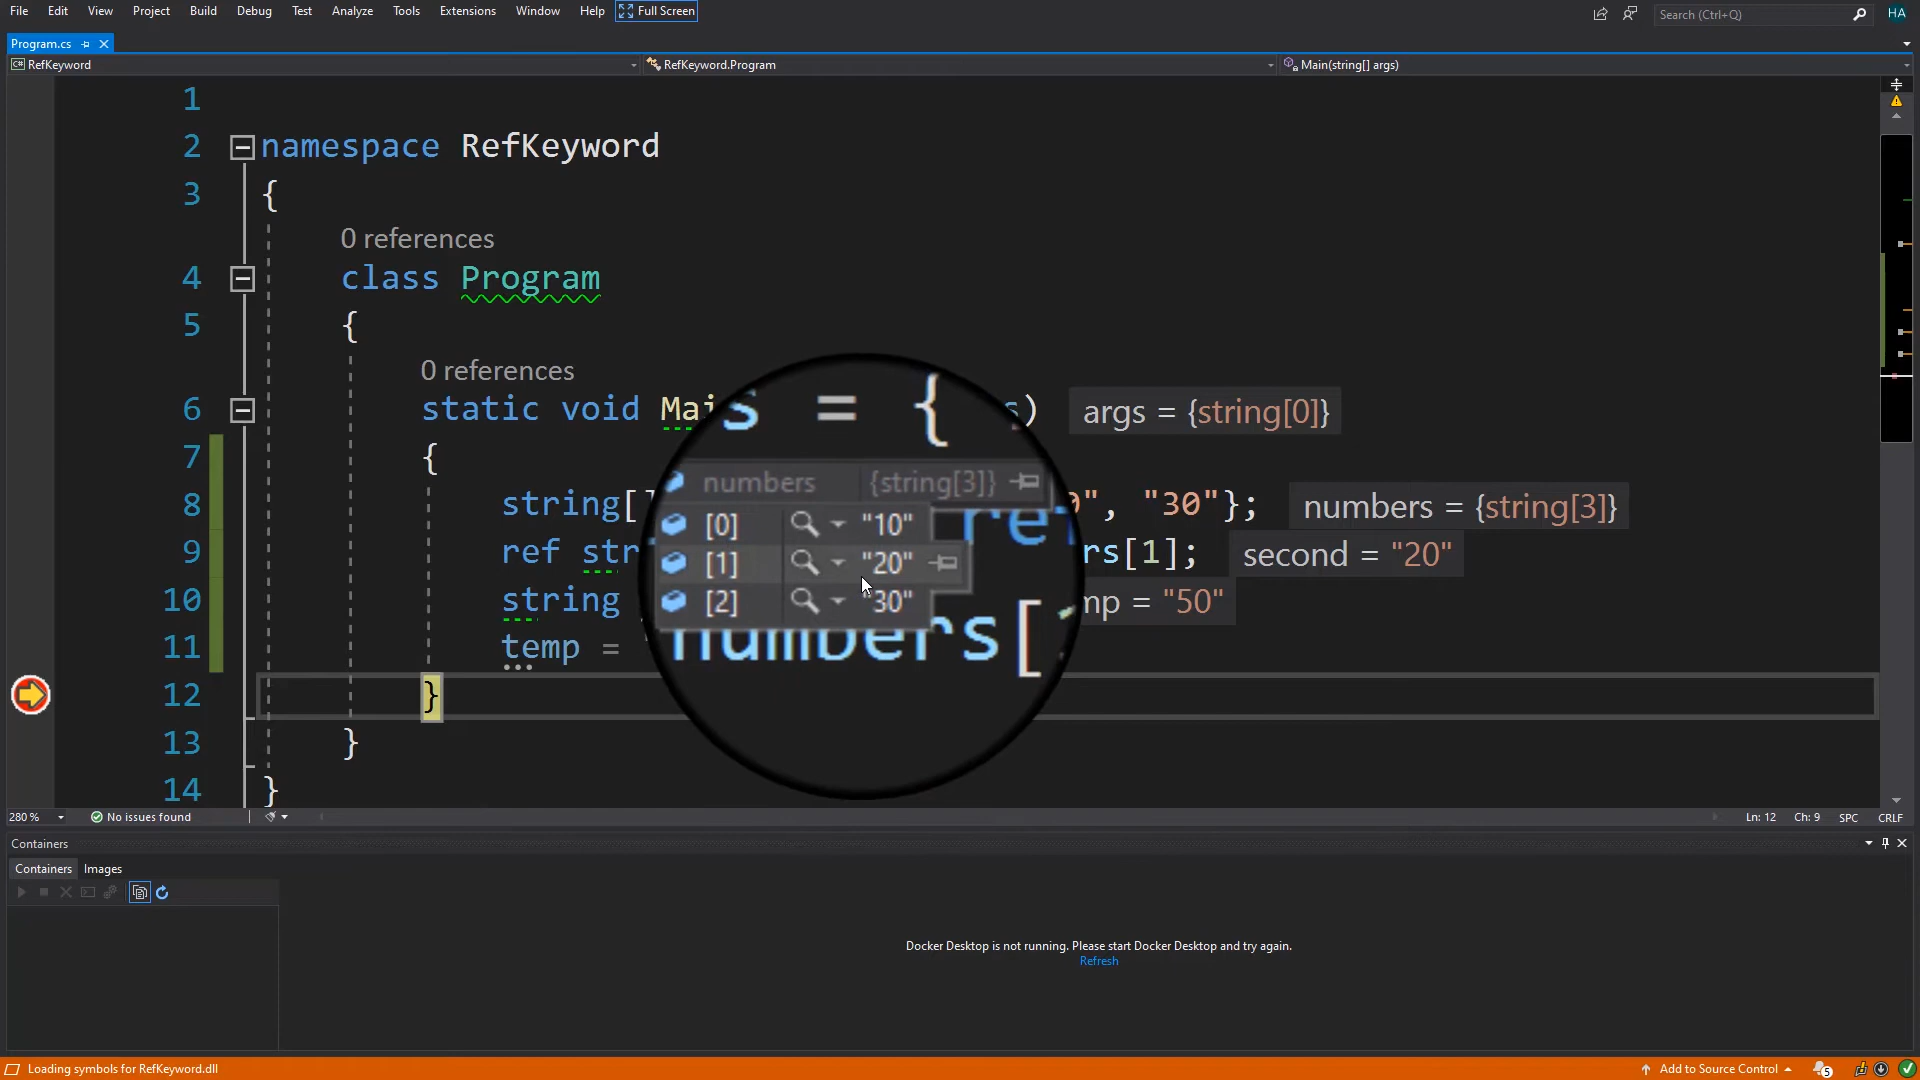 File Edit View Project Build Debug Test Analyze Tools Extensions Window Help Full Screen Search (Ctrl+Q) HA
Program.cs
C# RefKeyword RefKeyword.Program Main(string[] args)
1
2 namespace RefKeyword
3 {
0 references
4 class Program
5 {
0 references
6 static void Mai s = { s) args = {string[0]}
7 {
numbers {string[3]}
8 string[] "30"}; numbers = {string[3]}
[0] "10"
9 ref str rs[1]; second = "20"
[1] "20"
10 string mp = "50"
[2] "30"
11 temp = numbers[
12 }
13 }
14 }
280 % No issues found Ln: 12 Ch: 9 SPC CRLF
Containers
Containers Images
Docker Desktop is not running. Please start Docker Desktop and try again.
Refresh
Loading symbols for RefKeyword.dll Add to Source Control 5